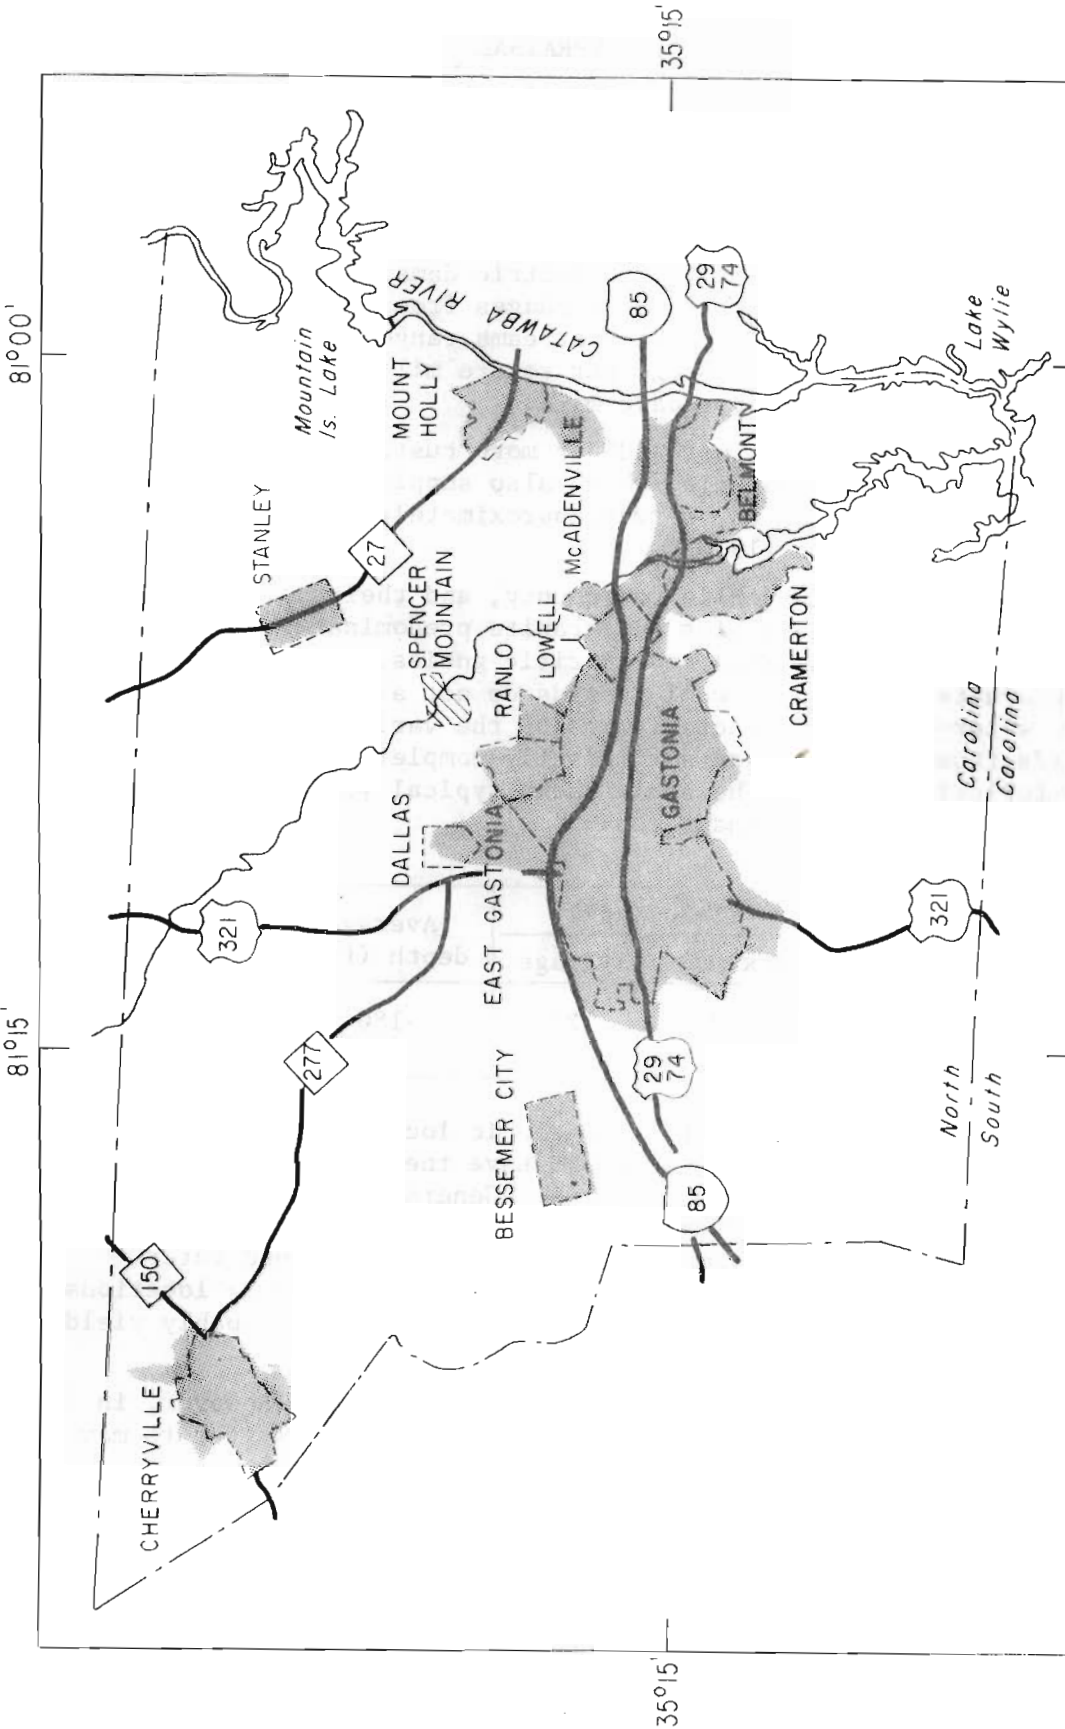 81°15'
81°00'
35°15'
35°15'
CHERRYVILLE
150
277
321
STANLEY
27
Mountain
Is. Lake
MOUNT
HOLLY
CATAWBA
RIVER
DALLAS
SPENCER
MOUNTAIN
RANLO
LOWELL
McADENVILLE
EAST GASTONIA
BESSEMER CITY
85
85
29
74
29
74
GASTONIA
CRAMERTON
BELMONT
321
North Carolina
South Carolina
Lake
Wylie